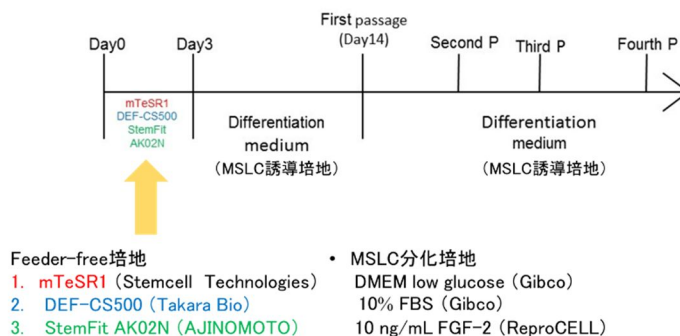 First passage
(Day14)
Day0
Day3
Second P
Third P
Fourth P
mTeSR1
DEF-CS500
StemFit
AK02N
Differentiation
medium
(MSLC誘導培地)
Differentiation
medium
(MSLC誘導培地)
Feeder-free培地
1. mTeSR1 (Stemcell Technologies)
2. DEF-CS500 (Takara Bio)
3. StemFit AK02N (AJINOMOTO)
• MSLC分化培地
DMEM low glucose (Gibco)
10% FBS (Gibco)
10 ng/mL FGF-2 (ReproCELL)